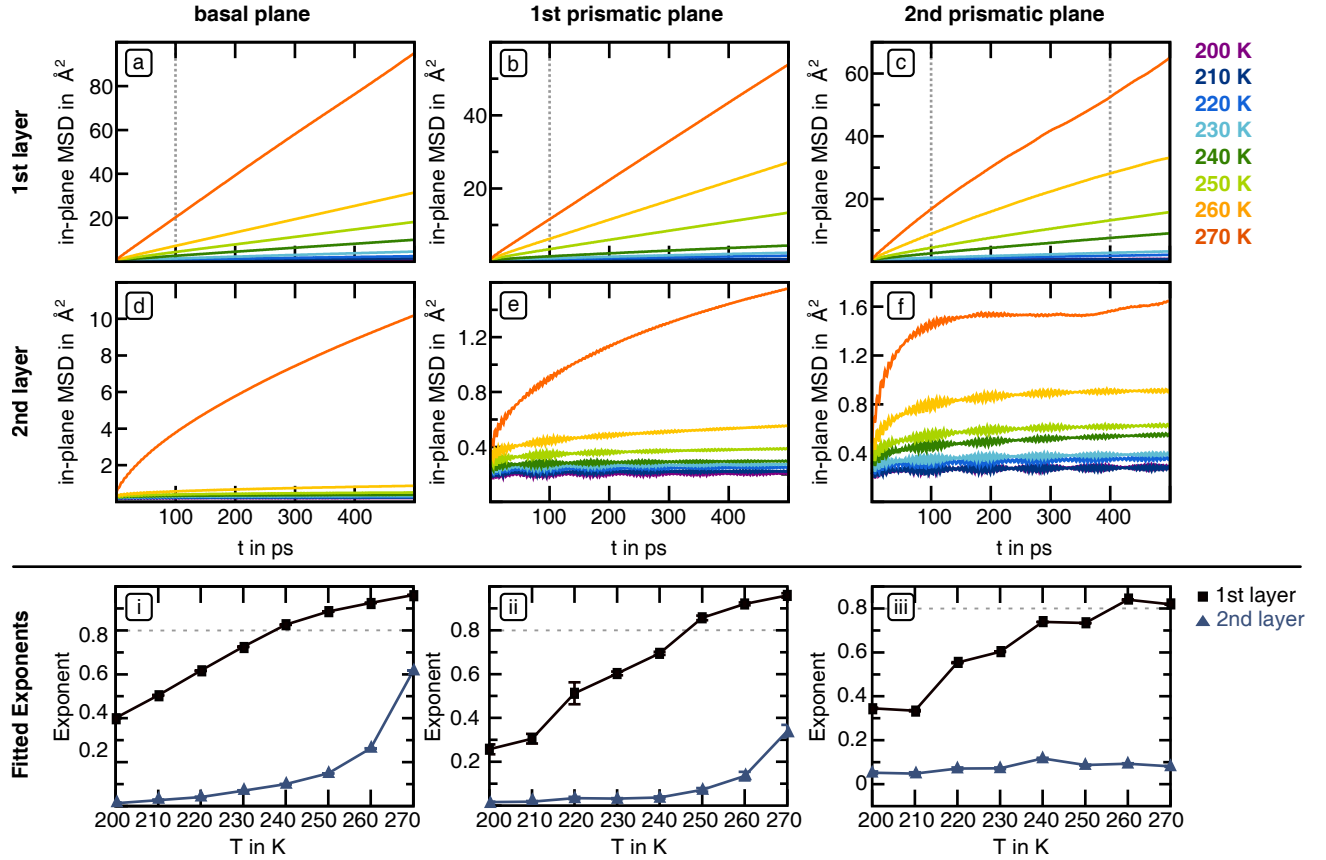 basal plane
1st prismatic plane
2nd prismatic plane
1st layer
in-plane MSD in Å²
80
60
40
20
a
in-plane MSD in Å²
40
20
b
in-plane MSD in Å²
60
40
20
c
200 K
210 K
220 K
230 K
240 K
250 K
260 K
270 K
2nd layer
in-plane MSD in Å²
10
8
6
4
2
d
100 200 300 400
t in ps
in-plane MSD in Å²
1.2
0.8
0.4
e
100 200 300 400
t in ps
in-plane MSD in Å²
1.6
1.2
0.8
0.4
f
100 200 300 400
t in ps
Fitted Exponents
Exponent
0.8
0.6
0.4
0.2
i
200 210 220 230 240 250 260 270
T in K
Exponent
0.8
0.6
0.4
0.2
ii
200 210 220 230 240 250 260 270
T in K
Exponent
0.8
0.6
0.4
0.2
0
iii
200 210 220 230 240 250 260 270
T in K
1st layer
2nd layer